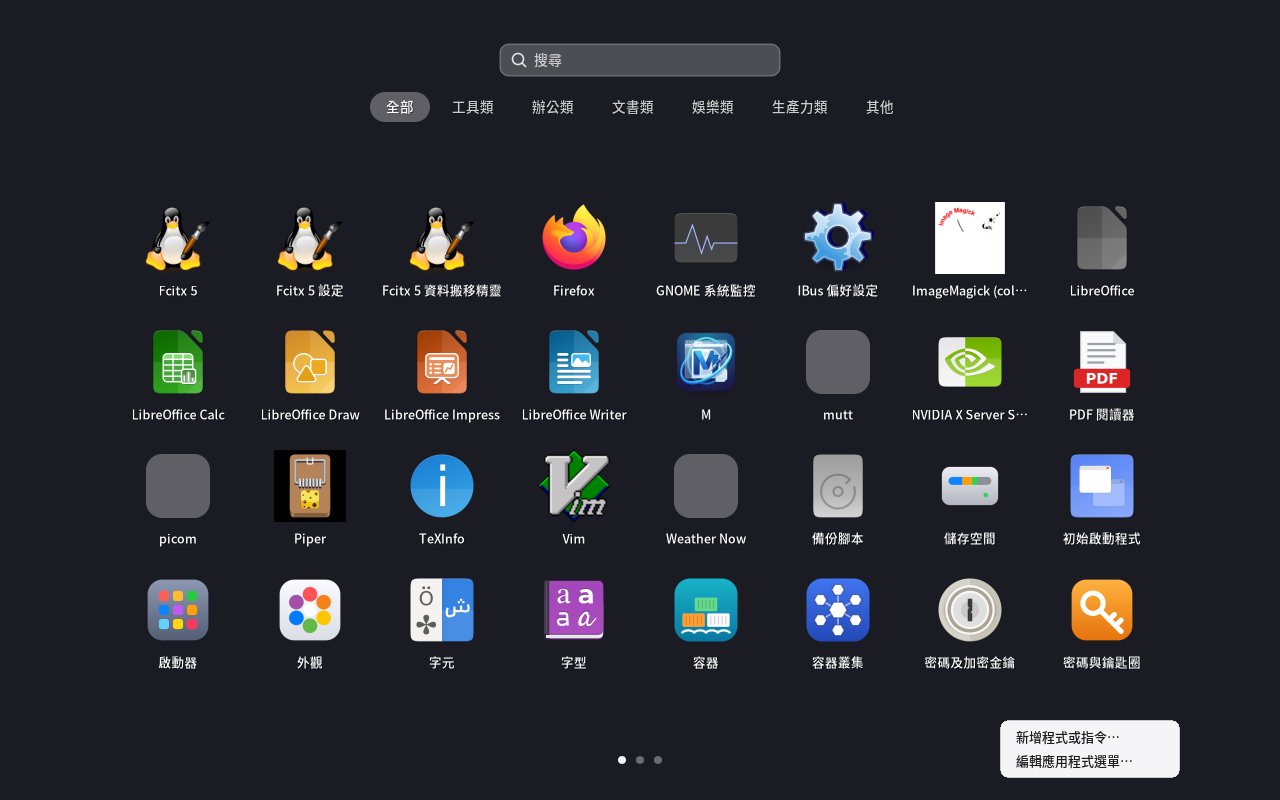 搜尋
全部 工具類 辦公類 文書類 娛樂類 生產力類 其他
Image Magick
Fcitx 5 Fcitx 5 設定 Fcitx 5 資料搬移精靈 Firefox GNOME 系統監控 IBus 偏好設定 ImageMagick (col… LibreOffice
PDF
LibreOffice Calc LibreOffice Draw LibreOffice Impress LibreOffice Writer M mutt NVIDIA X Server S… PDF 閱讀器
Vim
picom Piper TeXInfo Vim Weather Now 備份腳本 儲存空間 初始啟動程式
Ö ش a a a a
啟動器 外觀 字元 字型 容器 容器叢集 密碼及加密金鑰 密碼與鑰匙圈
新增程式或指令…
編輯應用程式選單…